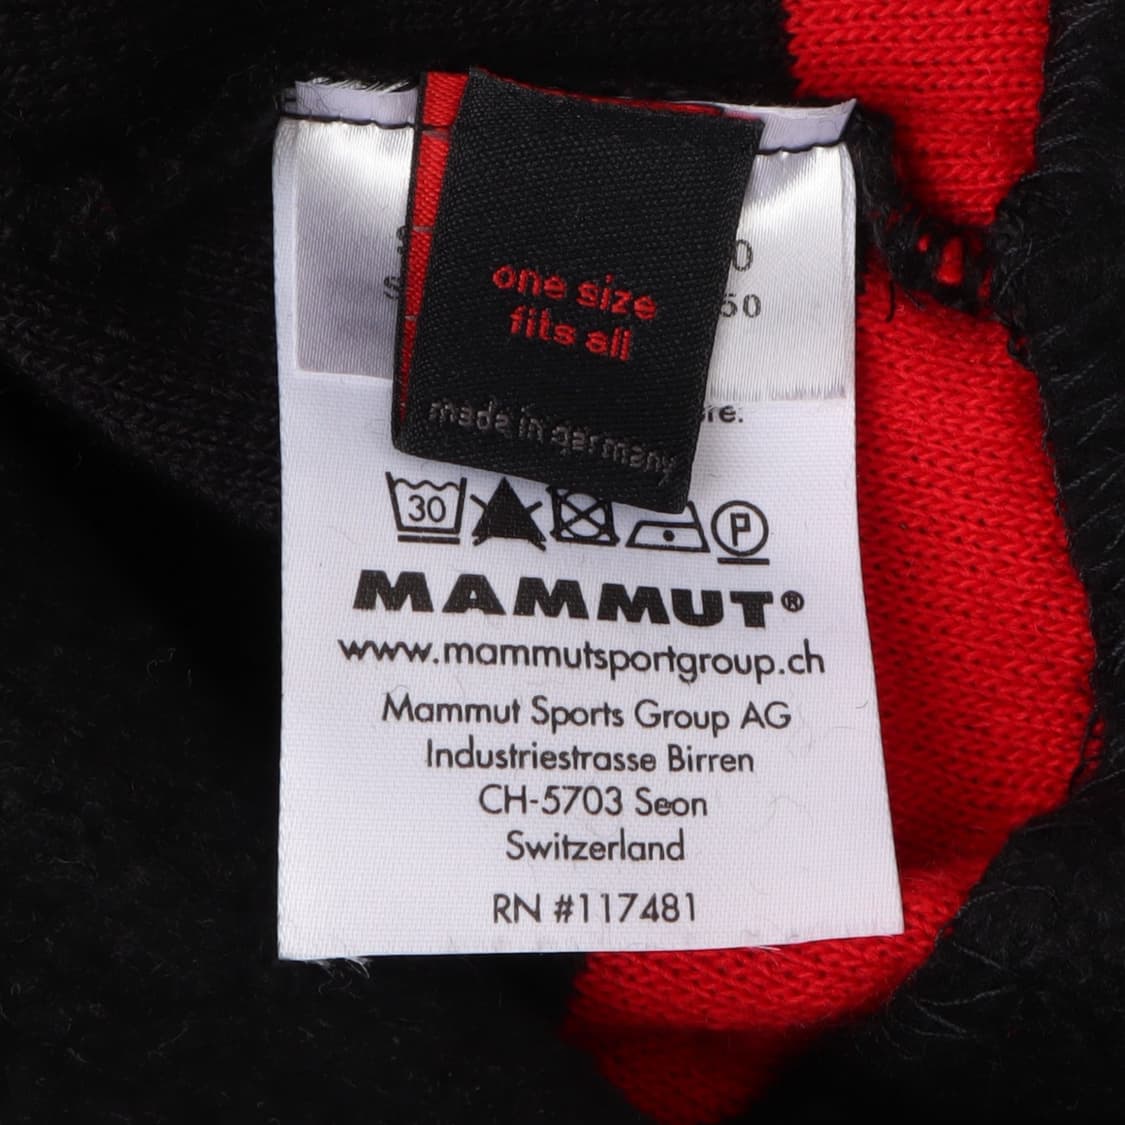 one size
fits all
made in germany
30
P
MAMMUT®
www.mammutsportgroup.ch
Mammut Sports Group AG
Industriestrasse Birren
CH-5703 Seon
Switzerland
RN #117481